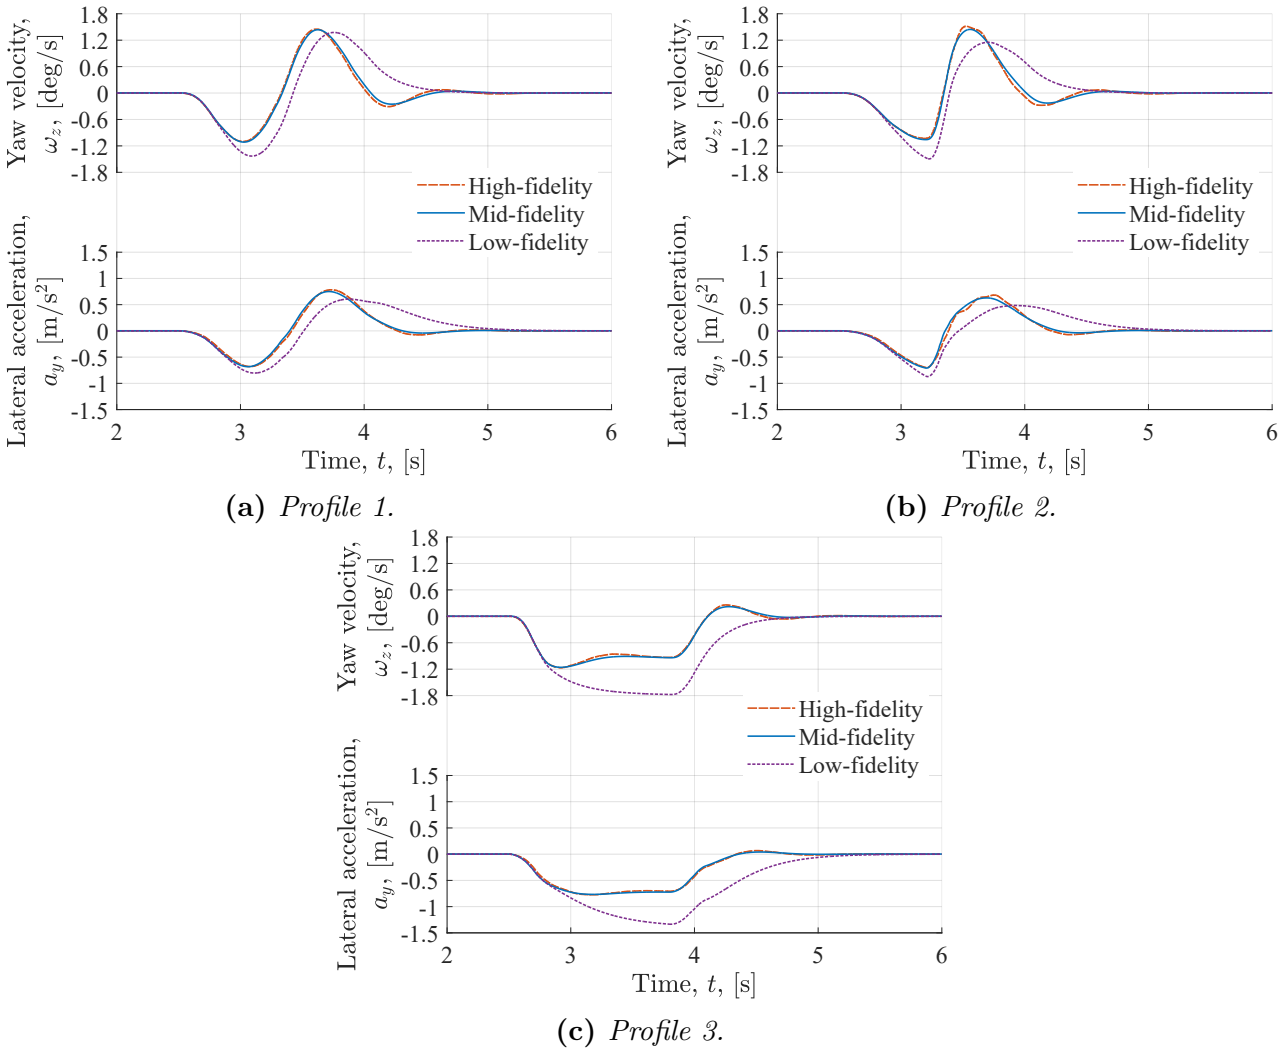 Yaw velocity,
ω_z, [deg/s]
1.8
1.2
0.6
0
-0.6
-1.2
-1.8
High-fidelity
Mid-fidelity
Low-fidelity
Lateral acceleration,
a_y, [m/s²]
1.5
1
0.5
0
-0.5
-1
-1.5
2 3 4 5 6
Time, t, [s]
(a) Profile 1.
Yaw velocity,
ω_z, [deg/s]
1.8
1.2
0.6
0
-0.6
-1.2
-1.8
High-fidelity
Mid-fidelity
Low-fidelity
Lateral acceleration,
a_y, [m/s²]
1.5
1
0.5
0
-0.5
-1
-1.5
2 3 4 5 6
Time, t, [s]
(b) Profile 2.
Yaw velocity,
ω_z, [deg/s]
1.8
1.2
0.6
0
-0.6
-1.2
-1.8
High-fidelity
Mid-fidelity
Low-fidelity
Lateral acceleration,
a_y, [m/s²]
1.5
1
0.5
0
-0.5
-1
-1.5
2 3 4 5 6
Time, t, [s]
(c) Profile 3.